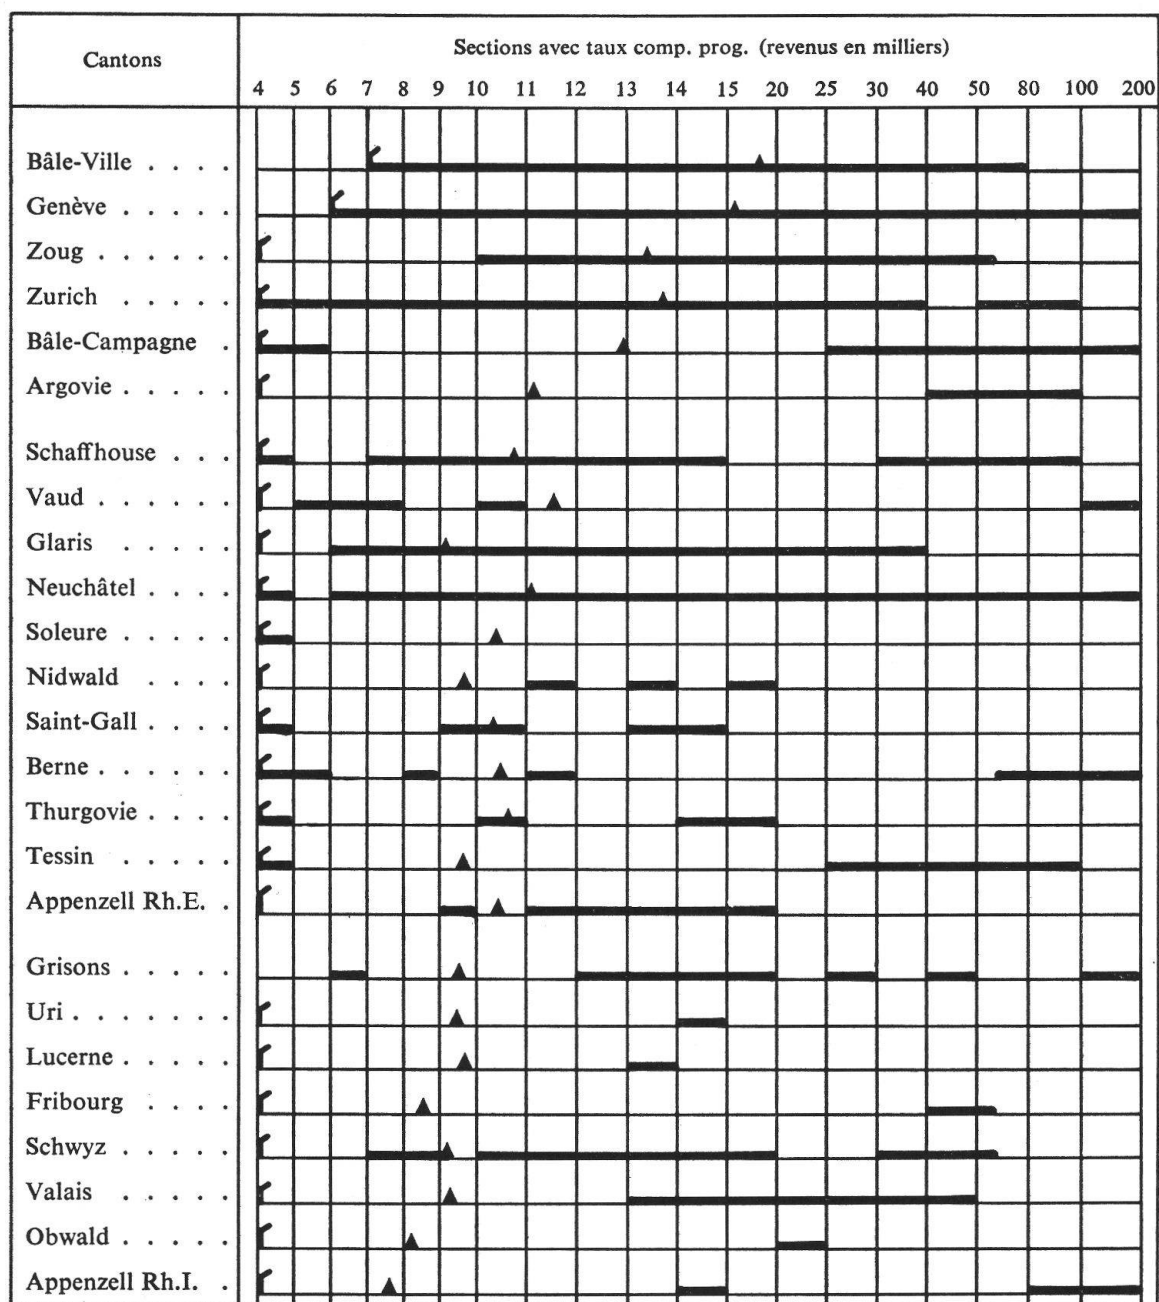 Cantons
Sections avec taux comp. prog. (revenus en milliers)
4 5 6 7 8 9 10 11 12 13 14 15 20 25 30 40 50 80 100 200
Bâle-Ville . . . .
Genève . . . . .
Zoug . . . . . .
Zurich . . . . .
Bâle-Campagne .
Argovie . . . . .
Schaffhouse . . .
Vaud . . . . . .
Glaris . . . . .
Neuchâtel . . . .
Soleure . . . . .
Nidwald . . . .
Saint-Gall . . . .
Berne . . . . . .
Thurgovie . . . .
Tessin . . . . .
Appenzell Rh.E. .
Grisons . . . . .
Uri . . . . . . .
Lucerne . . . . .
Fribourg . . . .
Schwyz . . . . .
Valais . . . . .
Obwald . . . . .
Appenzell Rh.I. .